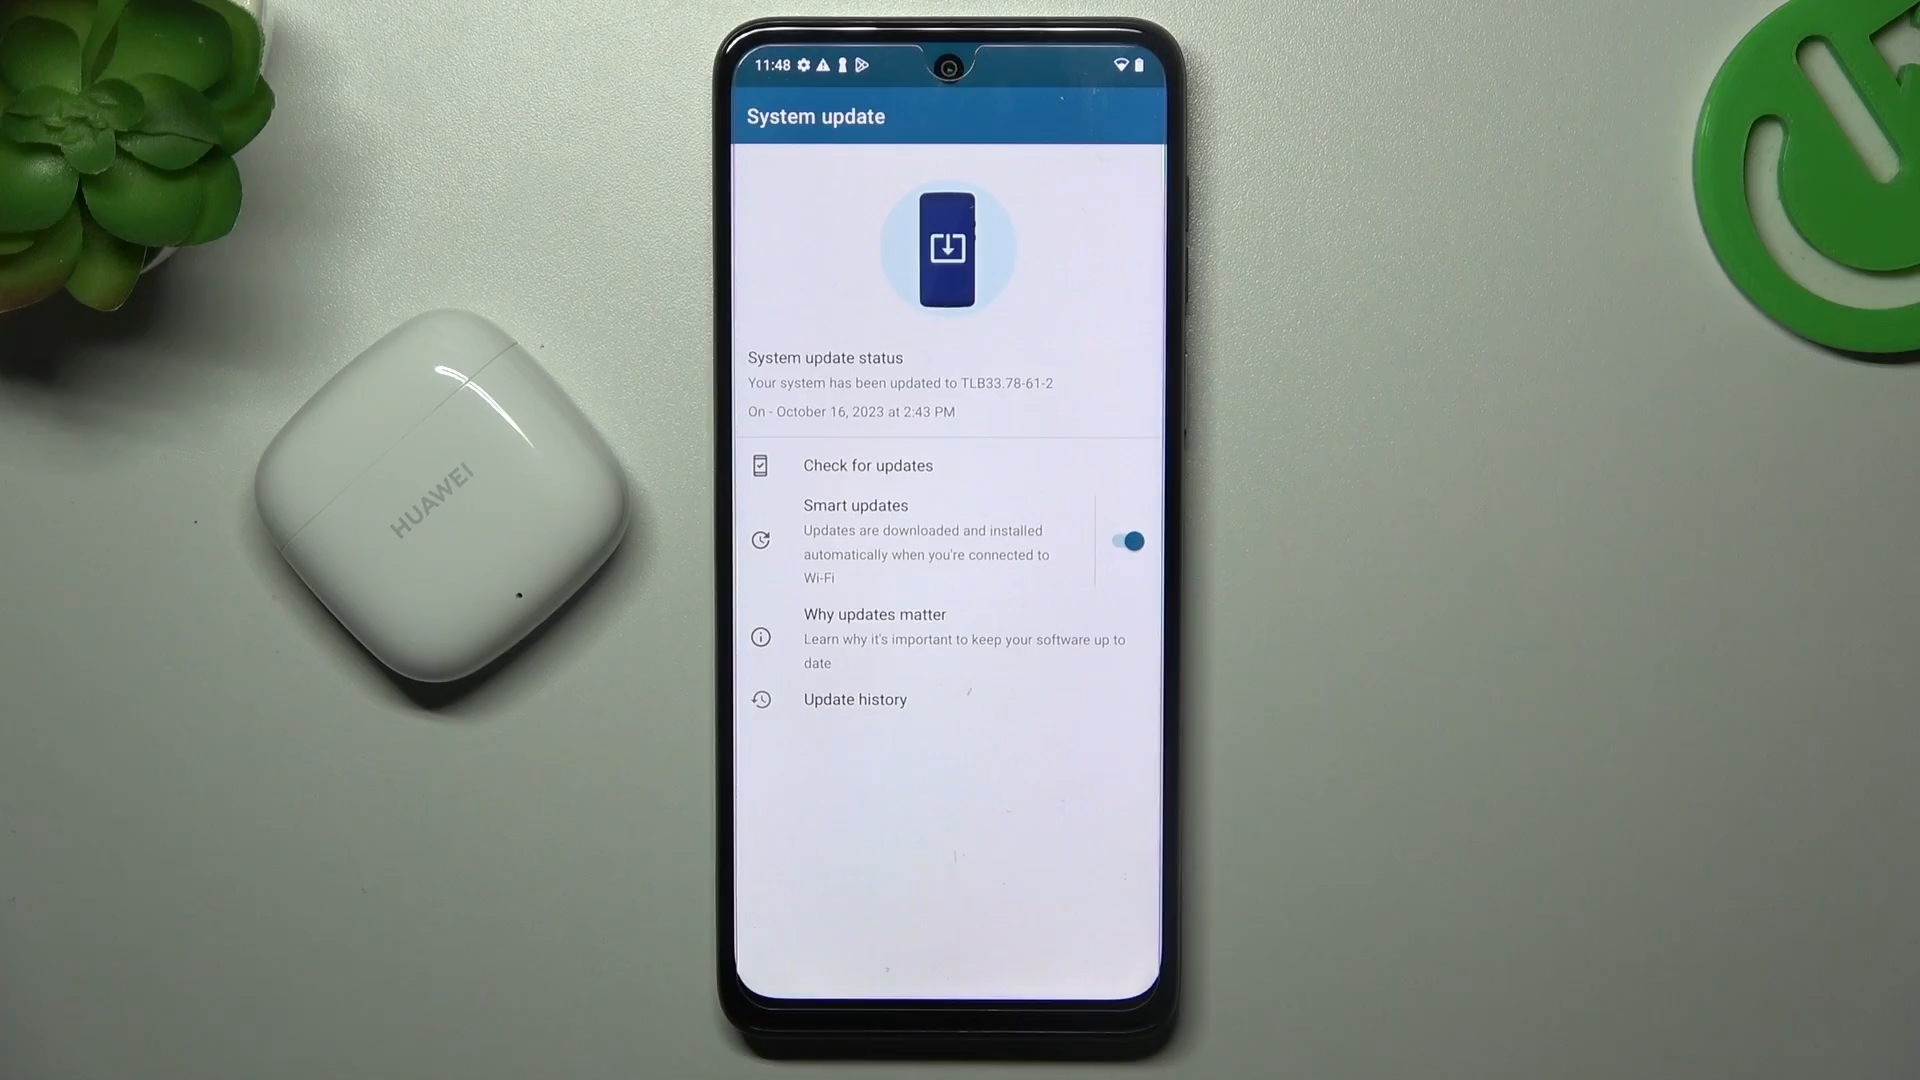 11:48
System update
System update status
Your system has been updated to TLB33.78-61-2
On - October 16, 2023 at 2:43 PM
Check for updates
Smart updates
Updates are downloaded and installed
automatically when you're connected to
Wi-Fi
Why updates matter
Learn why it's important to keep your software up to
date
Update history
HUAWEI